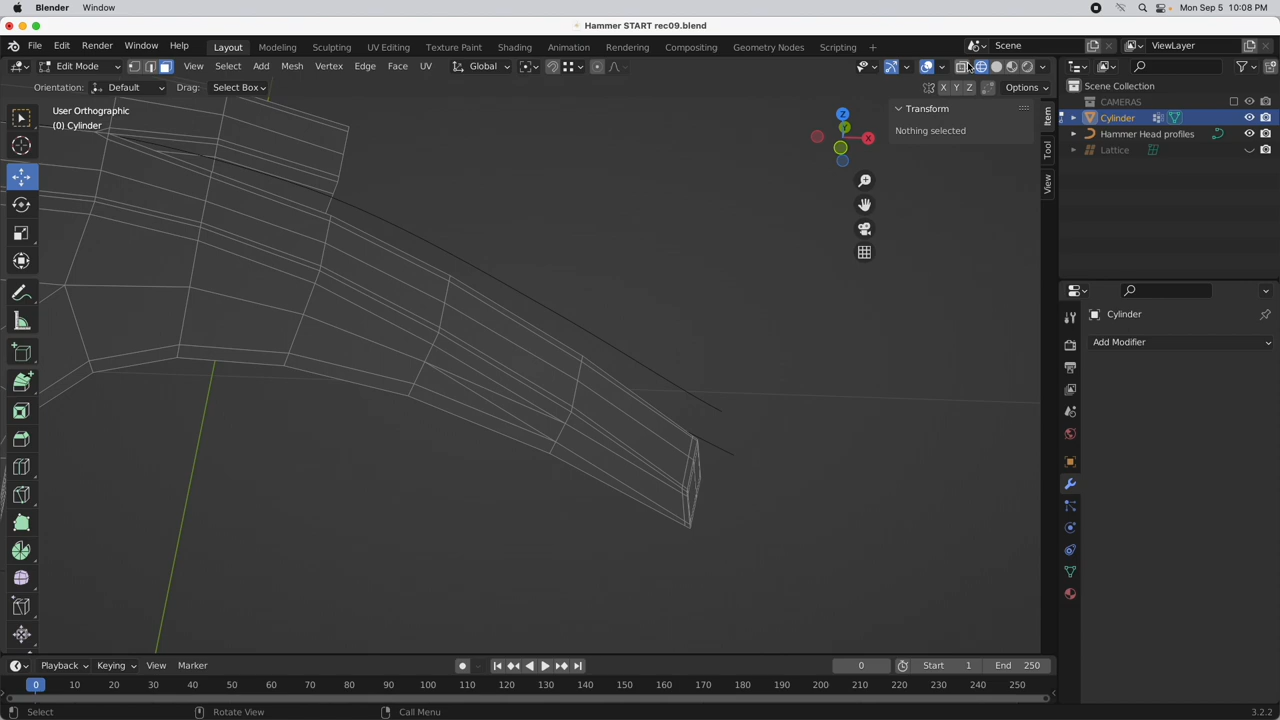 Blender Window Mon Sep 5 10:08 PM
Hammer START rec09.blend
File Edit Render Window Help Layout Modeling Sculpting UV Editing Texture Paint Shading Animation Rendering Compositing Geometry Nodes Scripting + Scene ViewLayer
Edit Mode View Select Add Mesh Vertex Edge Face UV Global
Orientation: Default Drag: Select Box X Y Z Options
User Orthographic
(0) Cylinder
Transform
Nothing selected
Item
Tool
View
Z
Y
X
Scene Collection
CAMERAS
Cylinder
Hammer Head profiles
Lattice
Cylinder
Add Modifier
Playback Keying View Marker 0 Start 1 End 250
0 10 20 30 40 50 60 70 80 90 100 110 120 130 140 150 160 170 180 190 200 210 220 230 240 250
Select Rotate View Call Menu 3.2.2